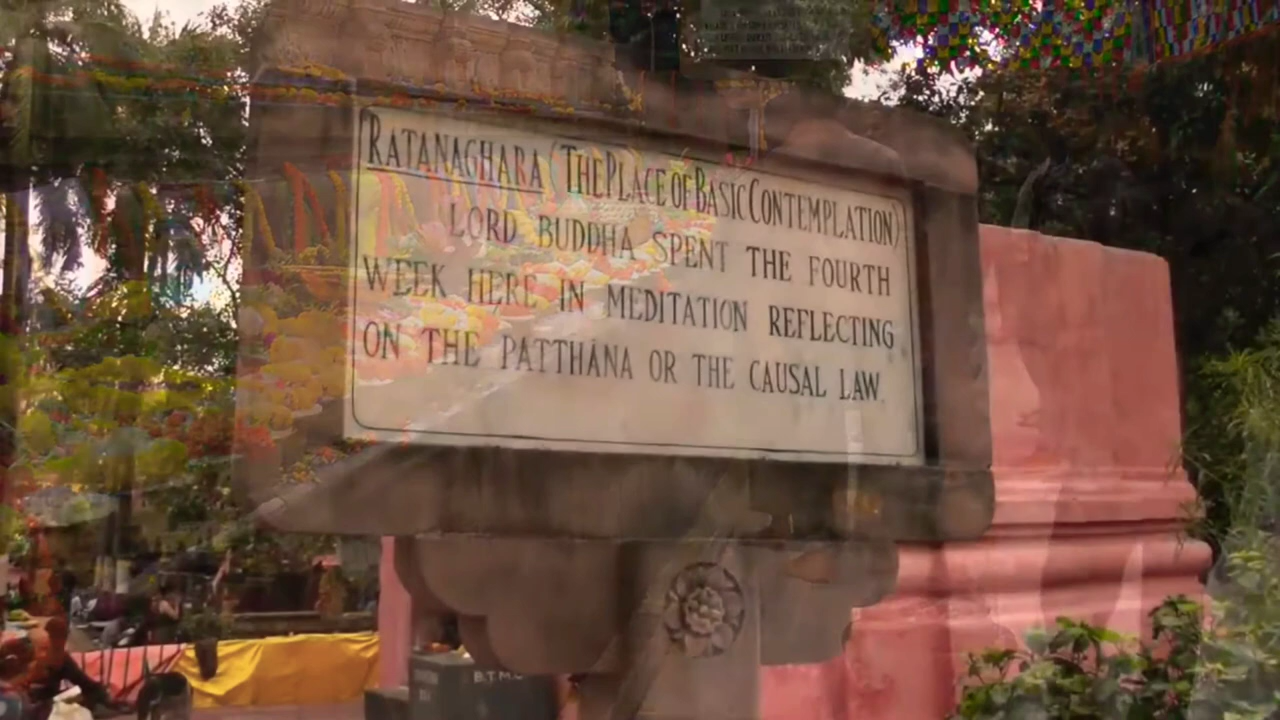 RATANAGHARA (THE PLACE OF BASIC CONTEMPLATION)
LORD BUDDHA SPENT THE FOURTH
WEEK HERE IN MEDITATION REFLECTING
ON THE PATTHĀNA OR THE CAUSAL LAW.
B.T.M.C